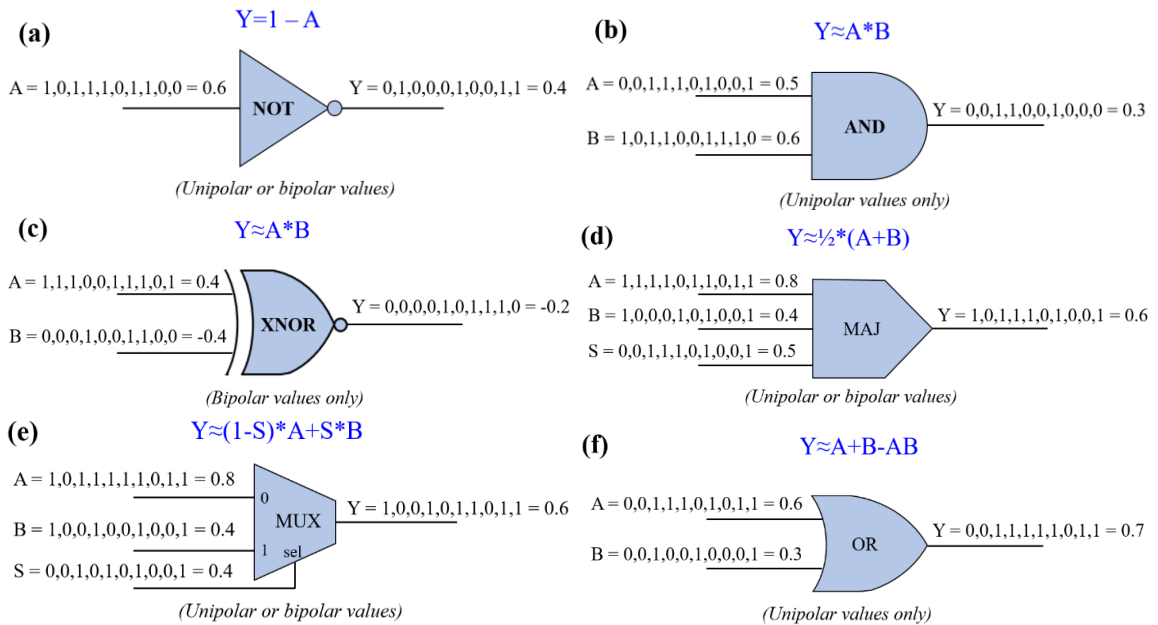 (a)
Y=1 – A
A = 1,0,1,1,1,0,1,1,0,0 = 0.6
NOT
Y = 0,1,0,0,0,1,0,0,1,1 = 0.4
(Unipolar or bipolar values)
(b)
Y≈A*B
A = 0,0,1,1,1,0,1,0,0,1 = 0.5
B = 1,0,1,1,0,0,1,1,1,0 = 0.6
AND
Y = 0,0,1,1,0,0,1,0,0,0 = 0.3
(Unipolar values only)
(c)
Y≈A*B
A = 1,1,1,0,0,1,1,1,0,1 = 0.4
B = 0,0,0,1,0,0,1,1,0,0 = -0.4
XNOR
Y = 0,0,0,0,1,0,1,1,1,0 = -0.2
(Bipolar values only)
(d)
Y≈½*(A+B)
A = 1,1,1,1,0,1,1,0,1,1 = 0.8
B = 1,0,0,0,1,0,1,0,0,1 = 0.4
S = 0,0,1,1,1,0,1,0,0,1 = 0.5
MAJ
Y = 1,0,1,1,1,0,1,0,0,1 = 0.6
(Unipolar or bipolar values)
(e)
Y≈(1-S)*A+S*B
A = 1,0,1,1,1,1,1,0,1,1 = 0.8
B = 1,0,0,1,0,0,1,0,0,1 = 0.4
S = 0,0,1,0,1,0,1,0,0,1 = 0.4
0
1
MUX
sel
Y = 1,0,0,1,0,1,1,0,1,1 = 0.6
(Unipolar or bipolar values)
(f)
Y≈A+B-AB
A = 0,0,1,1,1,0,1,0,1,1 = 0.6
B = 0,0,1,0,0,1,0,0,0,1 = 0.3
OR
Y = 0,0,1,1,1,1,1,0,1,1 = 0.7
(Unipolar values only)